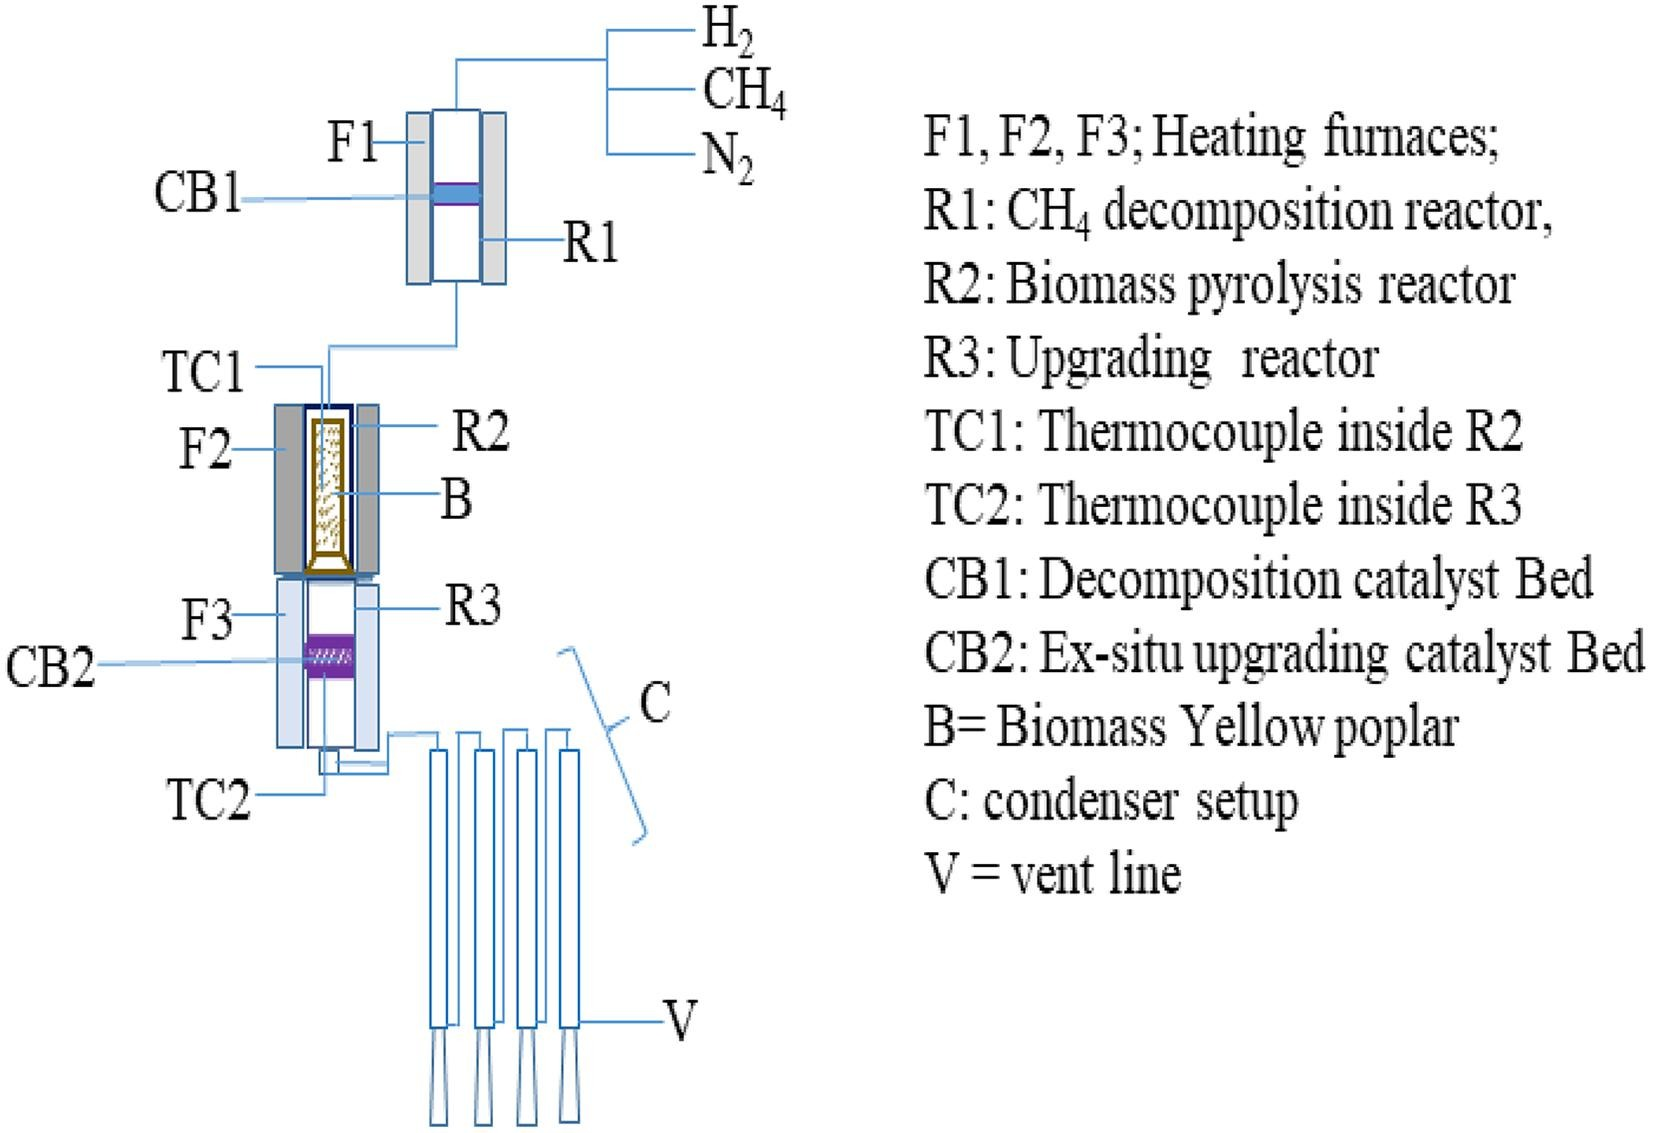 H2
CH4
N2
F1
CB1
R1
TC1
F2
R2
B
F3
R3
CB2
C
TC2
V
F1, F2, F3; Heating furnaces;
R1: CH4 decomposition reactor,
R2: Biomass pyrolysis reactor
R3: Upgrading reactor
TC1: Thermocouple inside R2
TC2: Thermocouple inside R3
CB1: Decomposition catalyst Bed
CB2: Ex-situ upgrading catalyst Bed
B= Biomass Yellow poplar
C: condenser setup
V = vent line